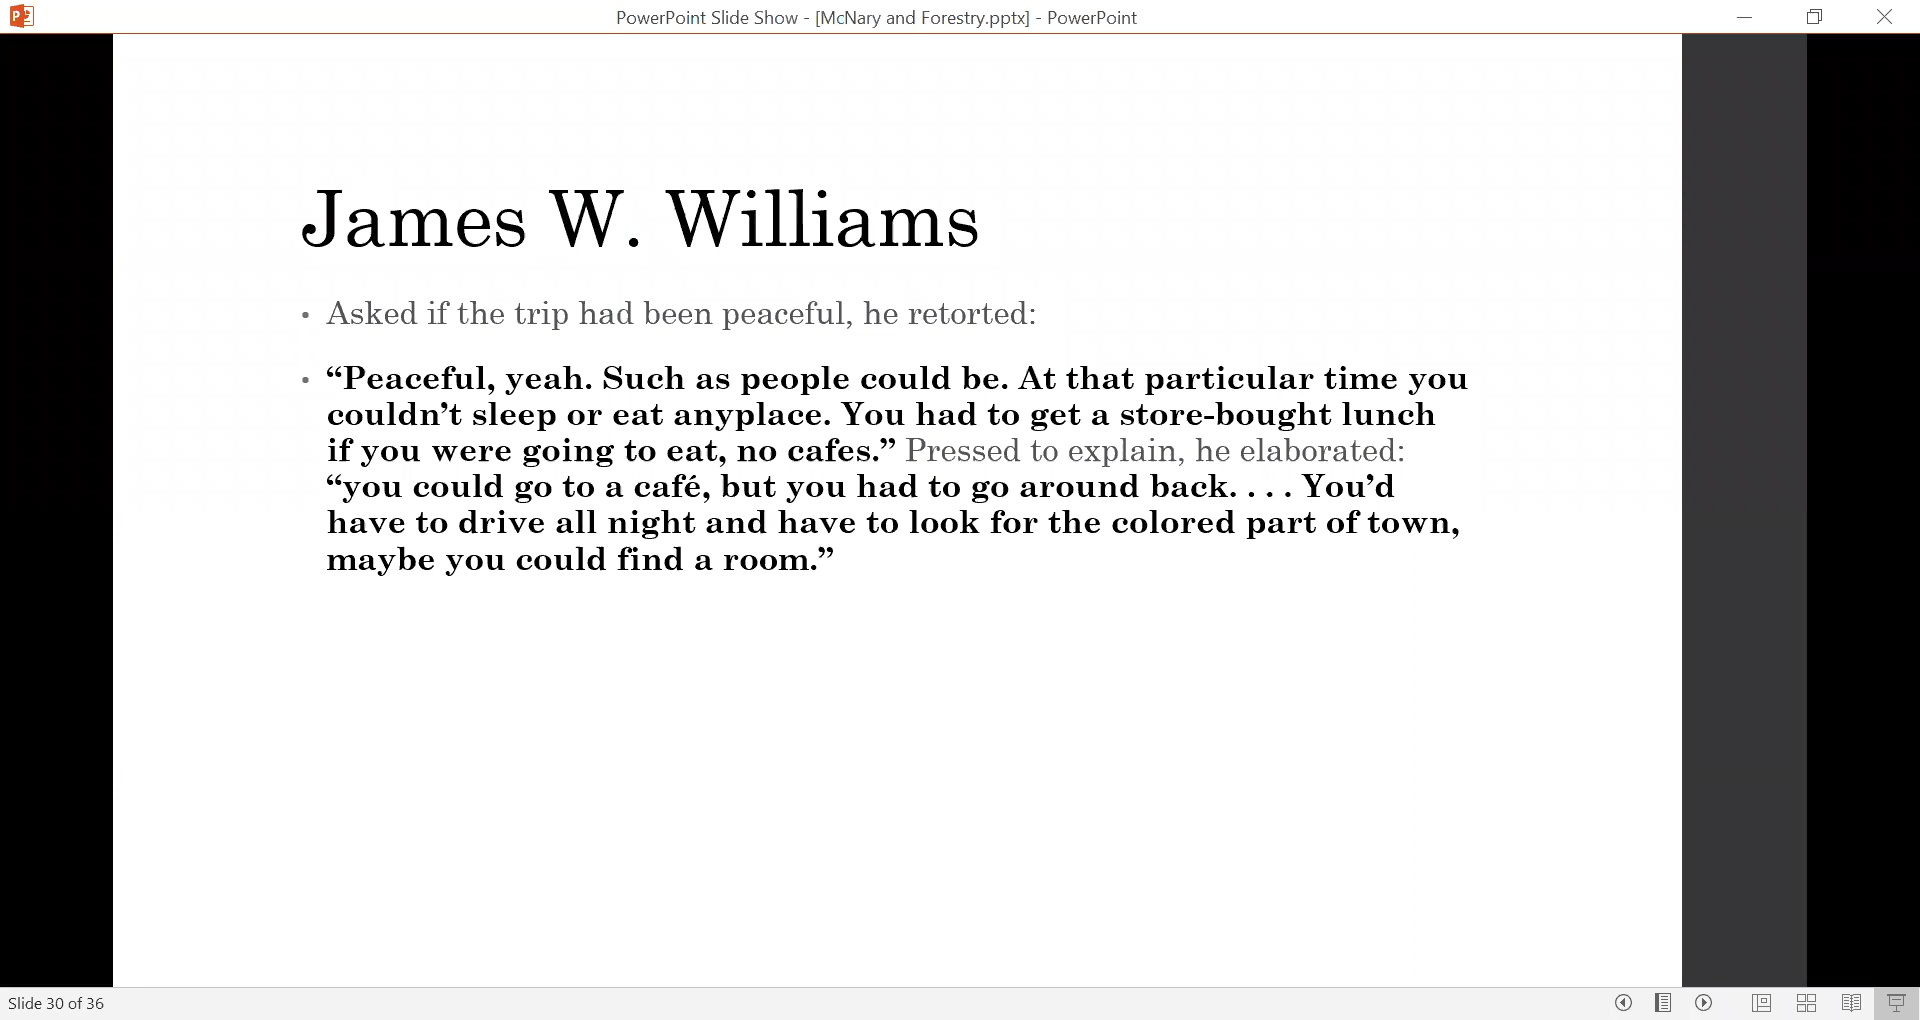 PowerPoint Slide Show - [McNary and Forestry.pptx] - PowerPoint
James W. Williams
• Asked if the trip had been peaceful, he retorted:
• “Peaceful, yeah. Such as people could be. At that particular time you
couldn’t sleep or eat anyplace. You had to get a store-bought lunch
if you were going to eat, no cafes.” Pressed to explain, he elaborated:
“you could go to a café, but you had to go around back. . . . You’d
have to drive all night and have to look for the colored part of town,
maybe you could find a room.”
Slide 30 of 36